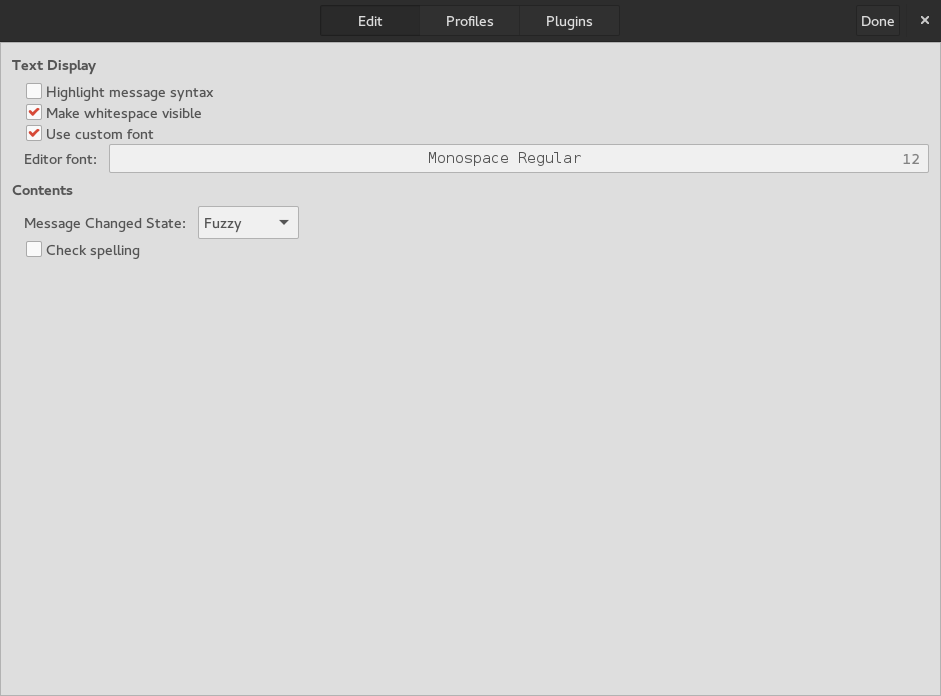 Edit Profiles Plugins Done
Text Display
Highlight message syntax
Make whitespace visible
Use custom font
Editor font: Monospace Regular 12
Contents
Message Changed State: Fuzzy
Check spelling